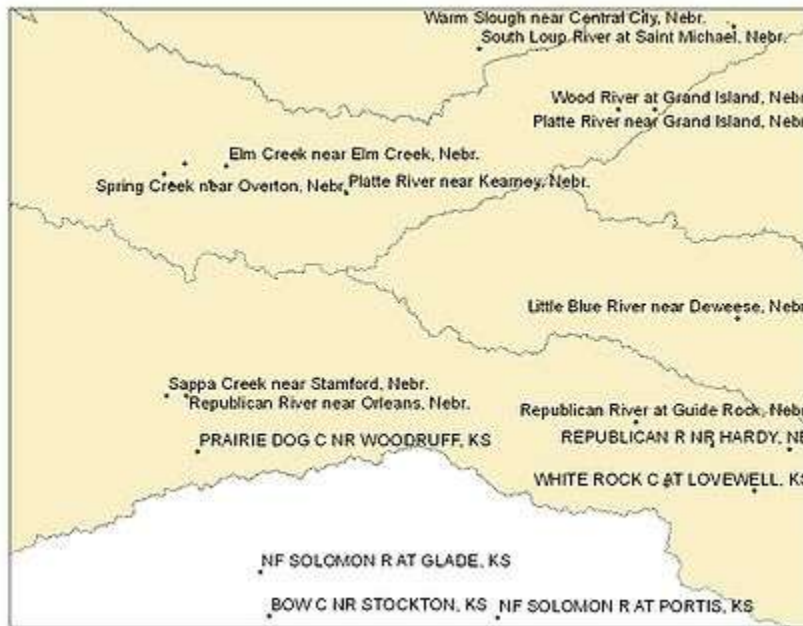 Warm Slough near Central City, Nebr.
South Loup River at Saint Michael, Nebr.
Wood River at Grand Island, Nebr
Platte River near Grand Island, Nebr
Elm Creek near Elm Creek, Nebr.
Spring Creek near Overton, Nebr.
Platte River near Kearney, Nebr.
Little Blue River near Deweese, Nebr
Sappa Creek near Stamford, Nebr.
Republican River near Orleans, Nebr.
Republican River at Guide Rock, Nebr
PRAIRIE DOG C NR WOODRUFF, KS
REPUBLICAN R NR HARDY, NE
WHITE ROCK C AT LOVEWELL, KS
NF SOLOMON R AT GLADE, KS
BOW C NR STOCKTON, KS
NF SOLOMON R AT PORTIS, KS